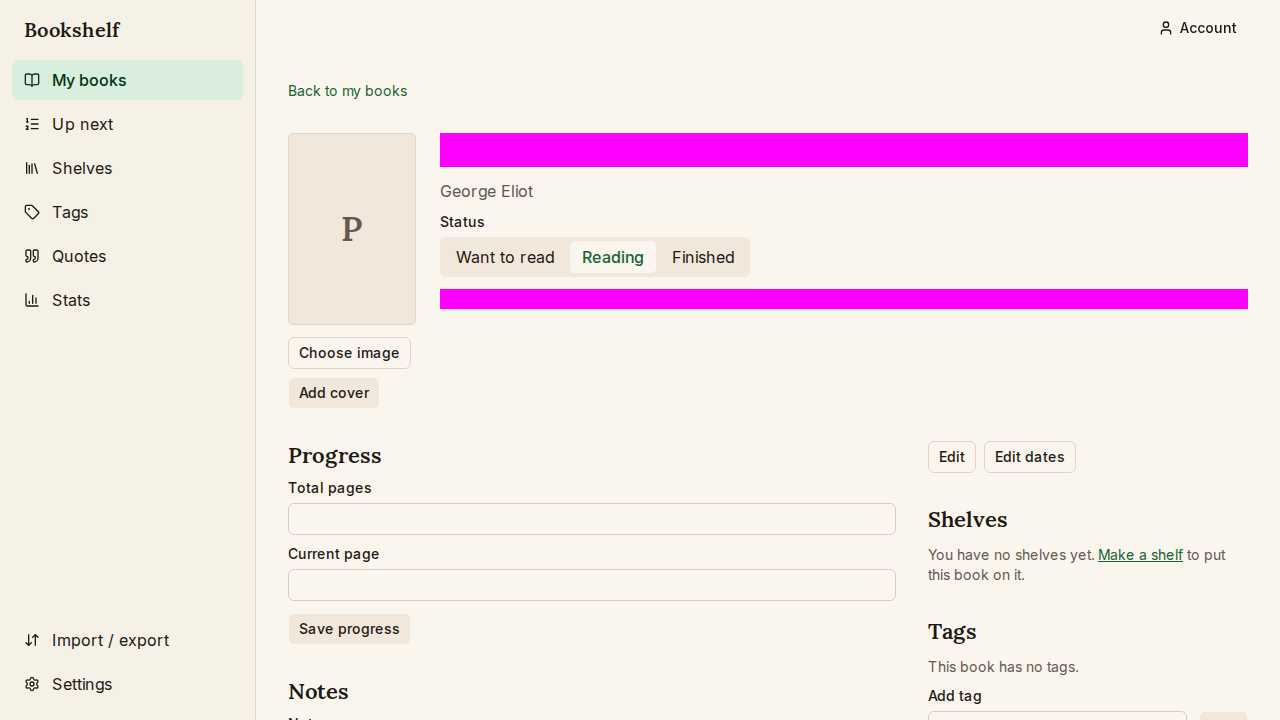 Bookshelf
Account
My books
Up next
Shelves
Tags
Quotes
Stats
Import / export
Settings
Back to my books
P
George Eliot
Status
Want to read
Reading
Finished
Choose image
Add cover
Progress
Total pages
Current page
Save progress
Notes
Edit
Edit dates
Shelves
You have no shelves yet. Make a shelf to put
this book on it.
Tags
This book has no tags.
Add tag